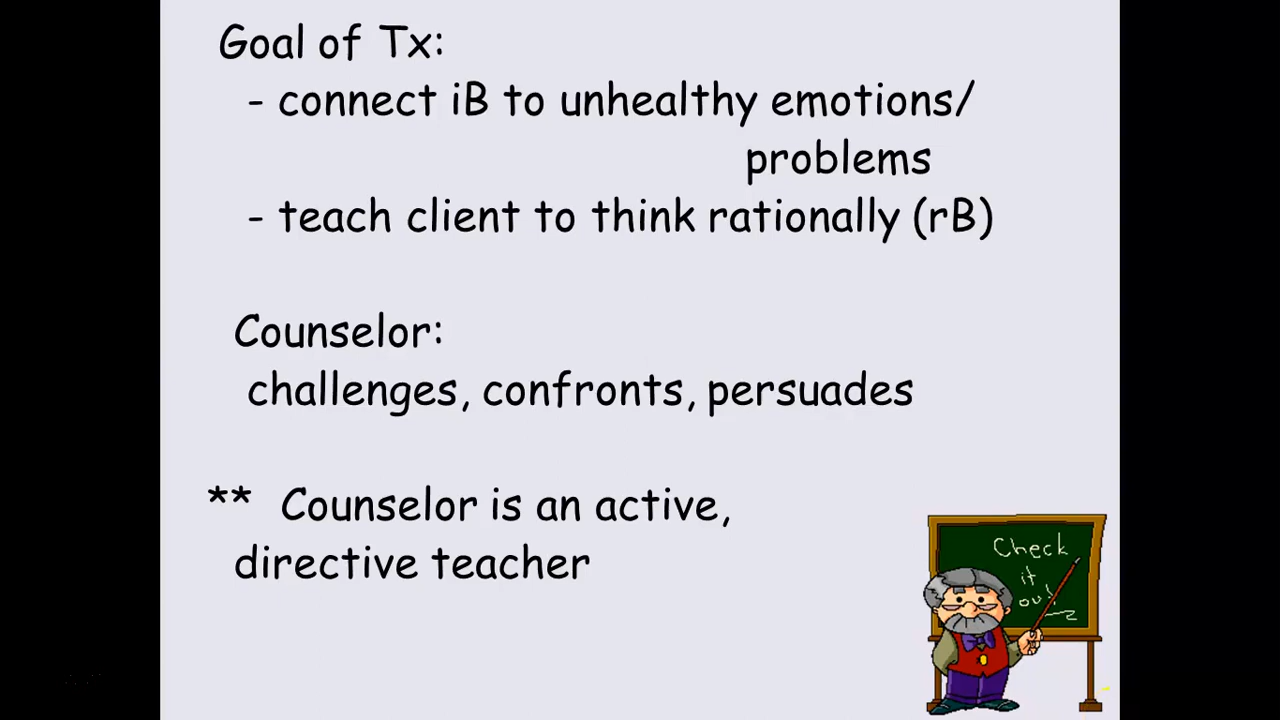 Goal of Tx:
- connect iB to unhealthy emotions/
problems
- teach client to think rationally (rB)
Counselor:
challenges, confronts, persuades
** Counselor is an active,
directive teacher
Check
it
out!